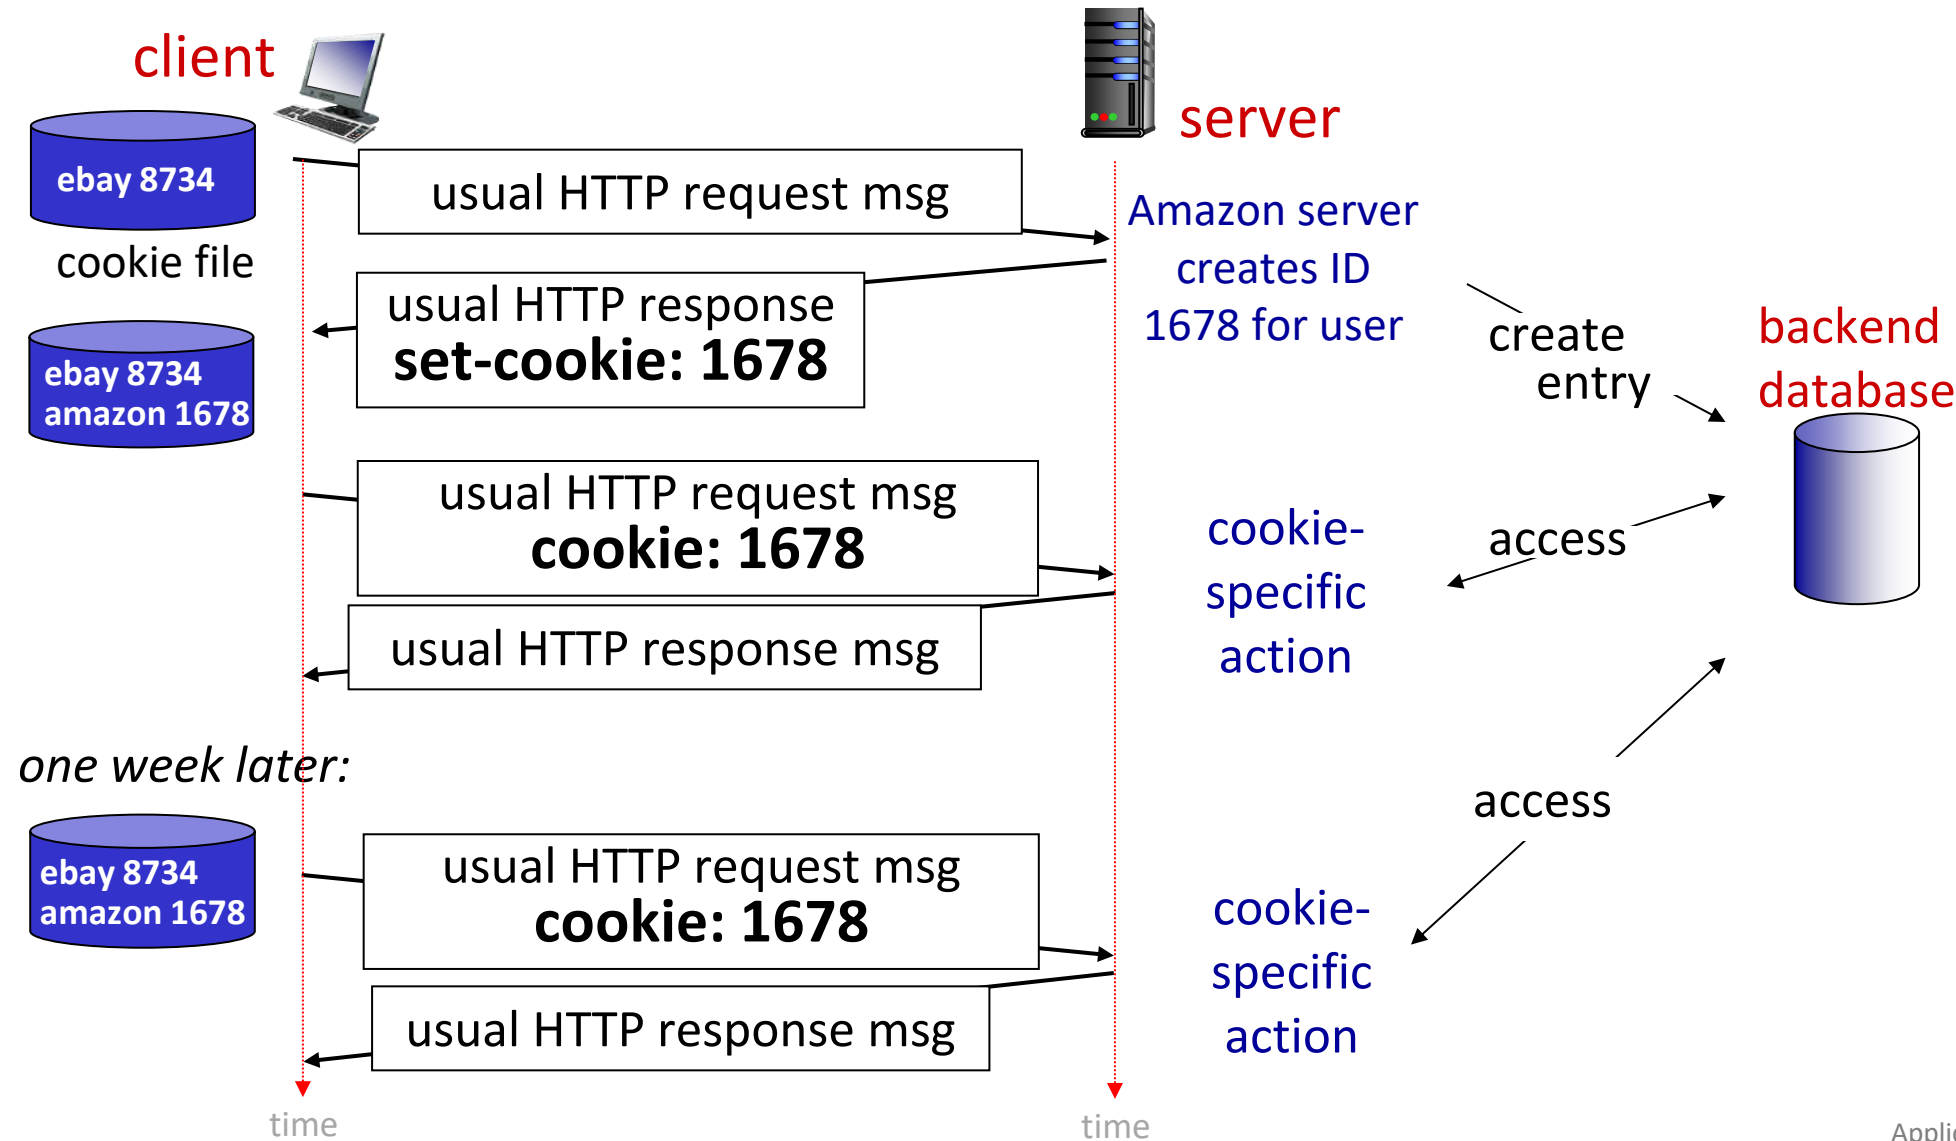 client
server
ebay 8734
cookie file
usual HTTP request msg
Amazon server
creates ID
1678 for user
usual HTTP response
set-cookie: 1678
ebay 8734
amazon 1678
create
entry
backend
database
usual HTTP request msg
cookie: 1678
cookie-
specific
action
access
usual HTTP response msg
one week later:
access
ebay 8734
amazon 1678
usual HTTP request msg
cookie: 1678
cookie-
specific
action
usual HTTP response msg
time
time